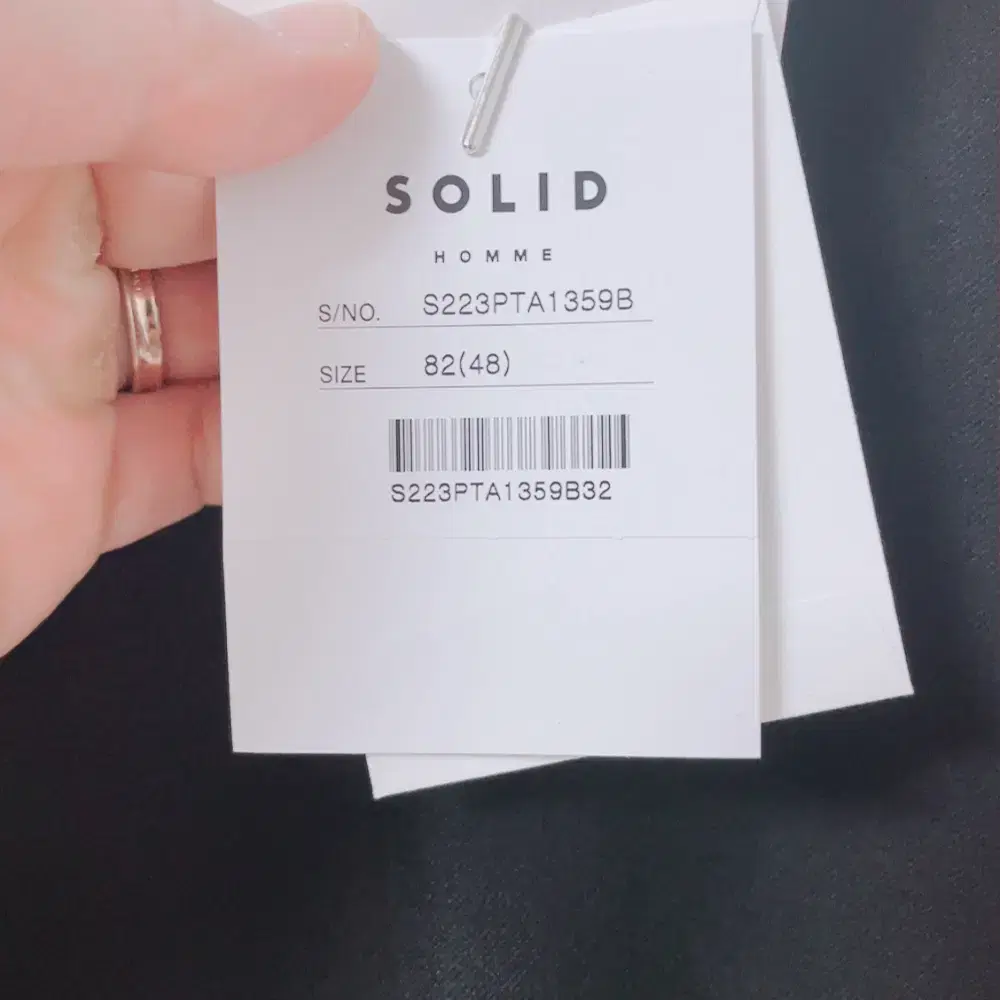 SOLID
HOMME
S/NO. S223PTA1359B
SIZE 82(48)
S223PTA1359B32